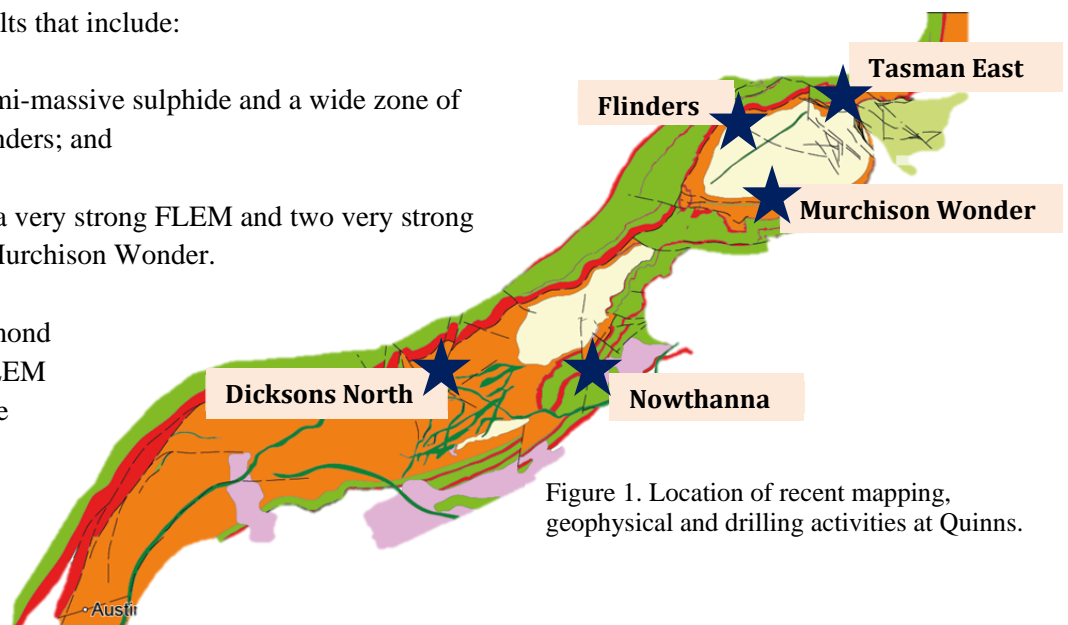 lts that include:
mi-massive sulphide and a wide zone of
nders; and
a very strong FLEM and two very strong
Murchison Wonder.
mond
LEM
e
Tasman East
Flinders
Murchison Wonder
Dicksons North
Nowthanna
Figure 1. Location of recent mapping,
geophysical and drilling activities at Quinns.
Austin